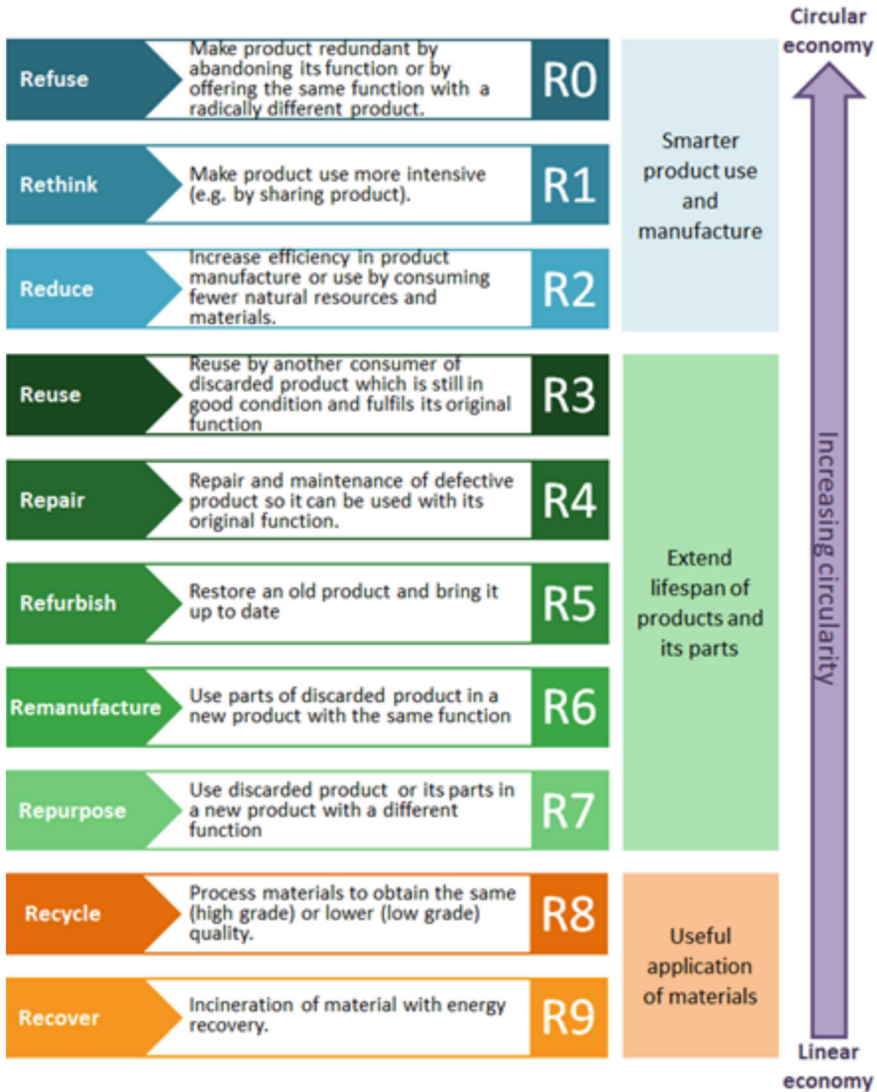 Circular
economy
Refuse
Make product redundant by
abandoning its function or by
offering the same function with a
radically different product.
R0
Rethink
Make product use more intensive
(e.g. by sharing product).
R1
Reduce
Increase efficiency in product
manufacture or use by consuming
fewer natural resources and
materials.
R2
Smarter
product use
and
manufacture
Reuse
Reuse by another consumer of
discarded product which is still in
good condition and fulfils its original
function
R3
Repair
Repair and maintenance of defective
product so it can be used with its
original function.
R4
Refurbish
Restore an old product and bring it
up to date
R5
Remanufacture
Use parts of discarded product in a
new product with the same function
R6
Repurpose
Use discarded product or its parts in
a new product with a different
function
R7
Extend
lifespan of
products and
its parts
Recycle
Process materials to obtain the same
(high grade) or lower (low grade)
quality.
R8
Recover
Incineration of material with energy
recovery.
R9
Useful
application
of materials
Increasing circularity
Linear
economy